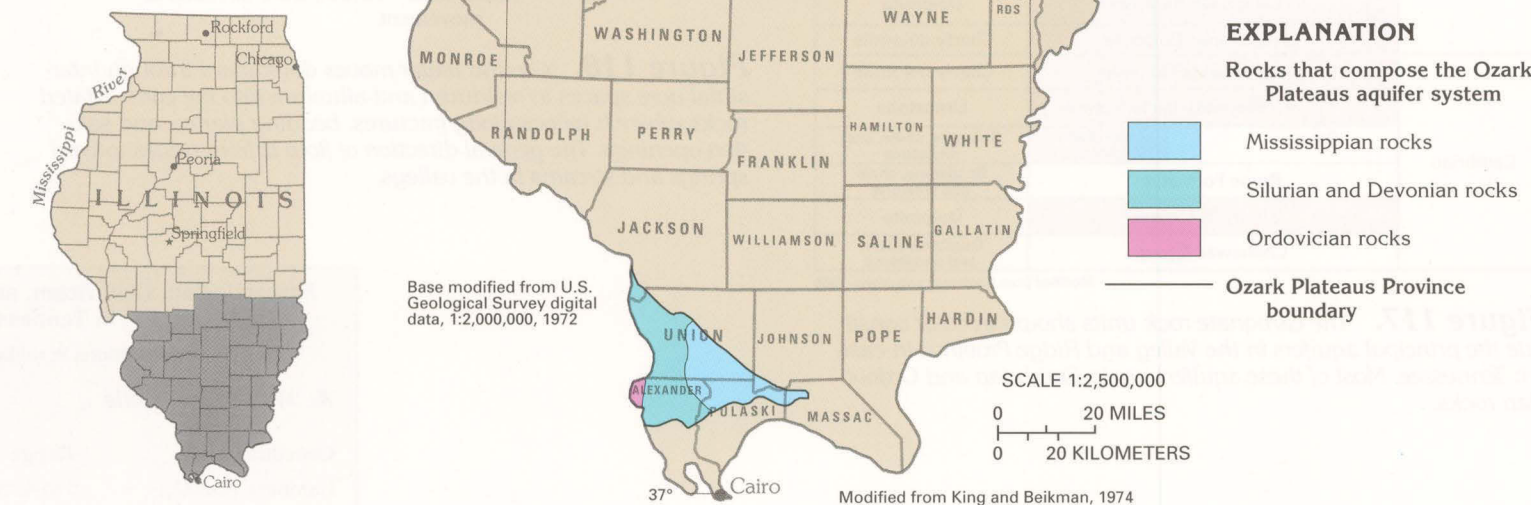 Rockford
Chicago
Mississippi River
Peoria
ILLINOIS
Springfield
Cairo
WAYNE
RDS
WASHINGTON
JEFFERSON
MONROE
RANDOLPH
PERRY
HAMILTON
WHITE
FRANKLIN
JACKSON
WILLIAMSON
SALINE
GALLATIN
UNION
JOHNSON
POPE
HARDIN
ALEXANDER
PULASKI
MASSAC
37°
Cairo
Base modified from U.S.
Geological Survey digital
data, 1:2,000,000, 1972
EXPLANATION
Rocks that compose the Ozark
Plateaus aquifer system
Mississippian rocks
Silurian and Devonian rocks
Ordovician rocks
Ozark Plateaus Province
boundary
SCALE 1:2,500,000
0 20 MILES
0 20 KILOMETERS
Modified from King and Beikman, 1974